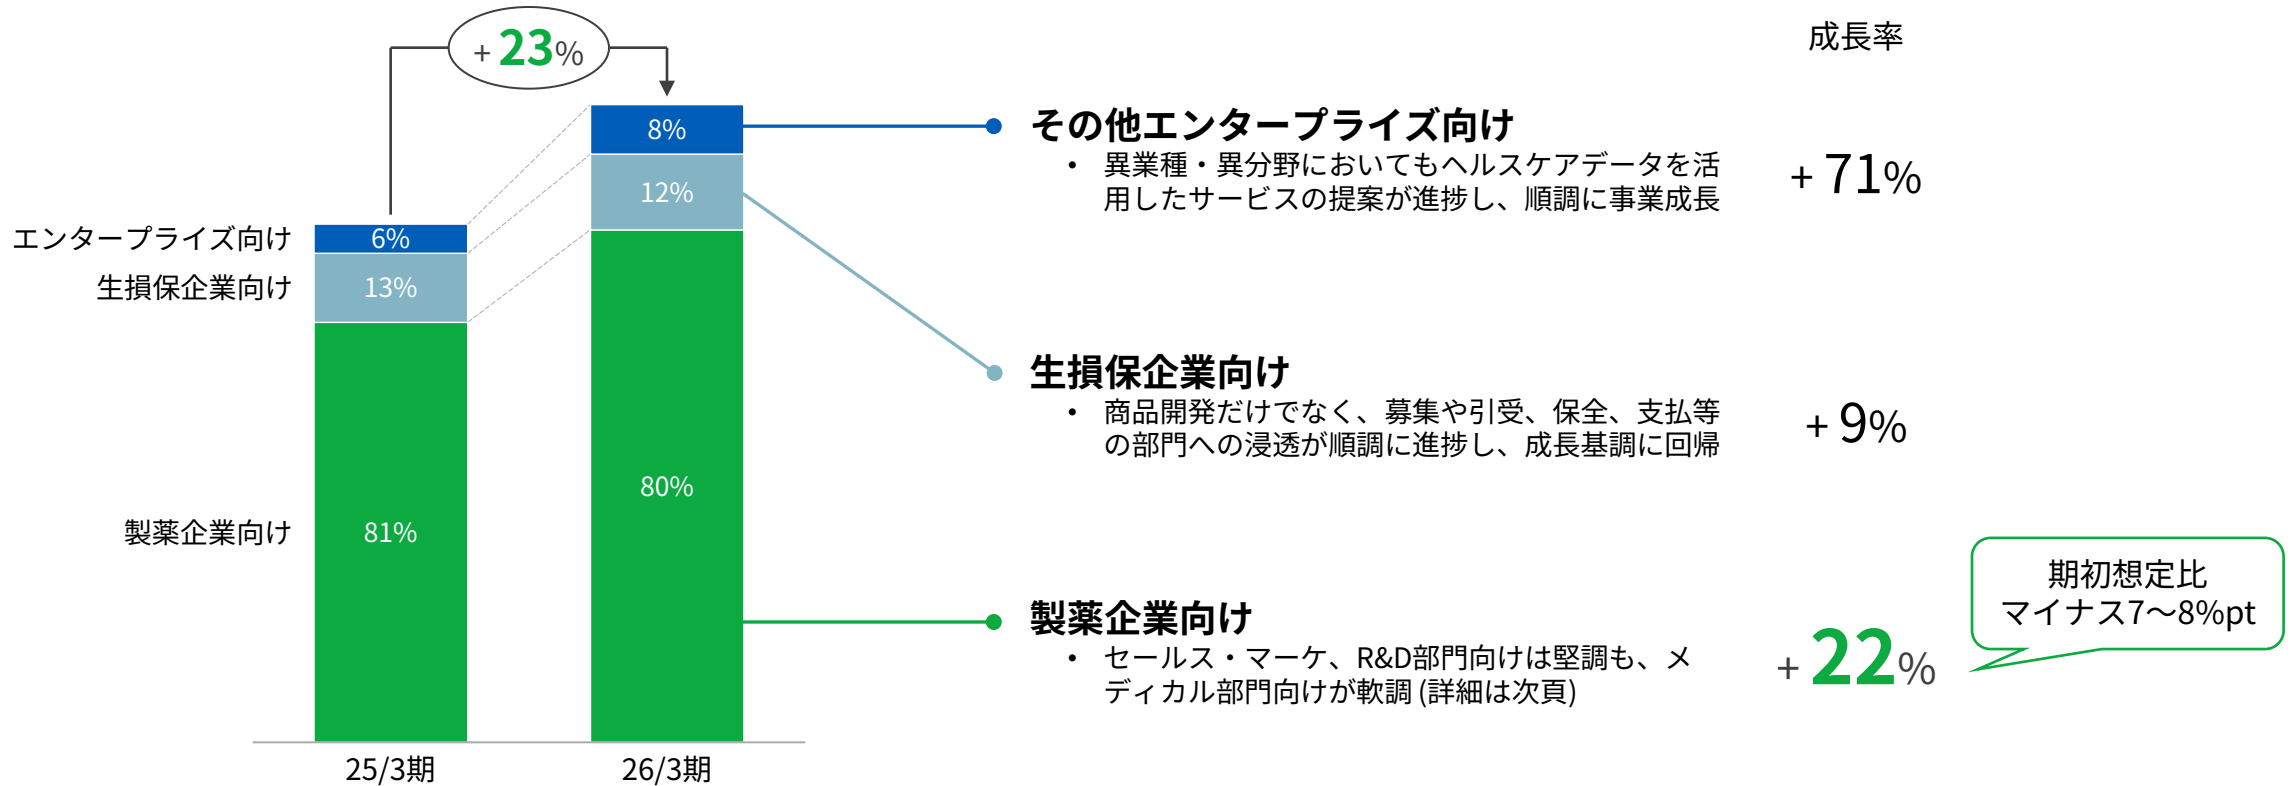 + 23%
成長率
8%
12%
80%
6%
13%
81%
エンタープライズ向け
生損保企業向け
製薬企業向け
25/3期
26/3期
その他エンタープライズ向け
• 異業種・異分野においてもヘルスケアデータを活
用したサービスの提案が進捗し、順調に事業成長
+ 71%
生損保企業向け
• 商品開発だけでなく、募集や引受、保全、支払等
の部門への浸透が順調に進捗し、成長基調に回帰
+ 9%
製薬企業向け
• セールス・マーケ、R&D部門向けは堅調も、メ
ディカル部門向けが軟調 (詳細は次頁)
+ 22%
期初想定比
マイナス7～8%pt